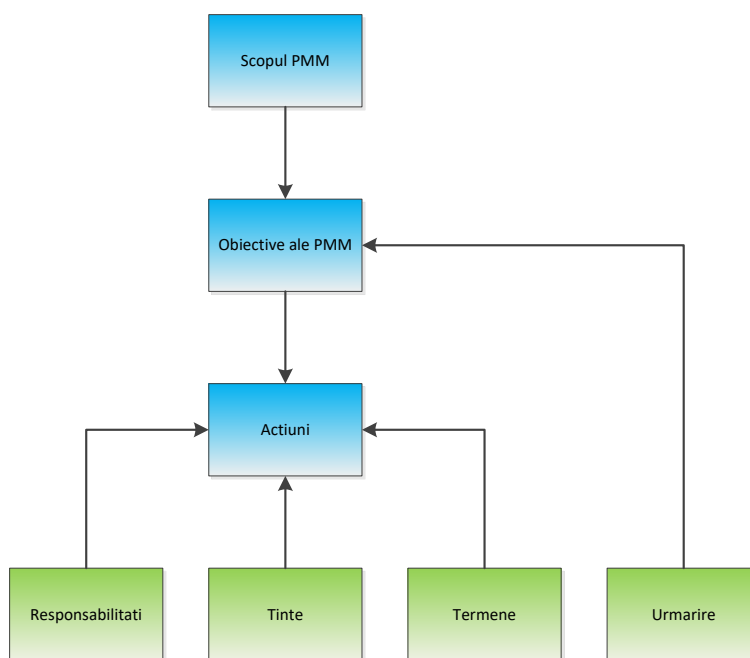 Scopul PMM
Obiective ale PMM
Actiuni
Responsabilitati
Tinte
Termene
Urmarire